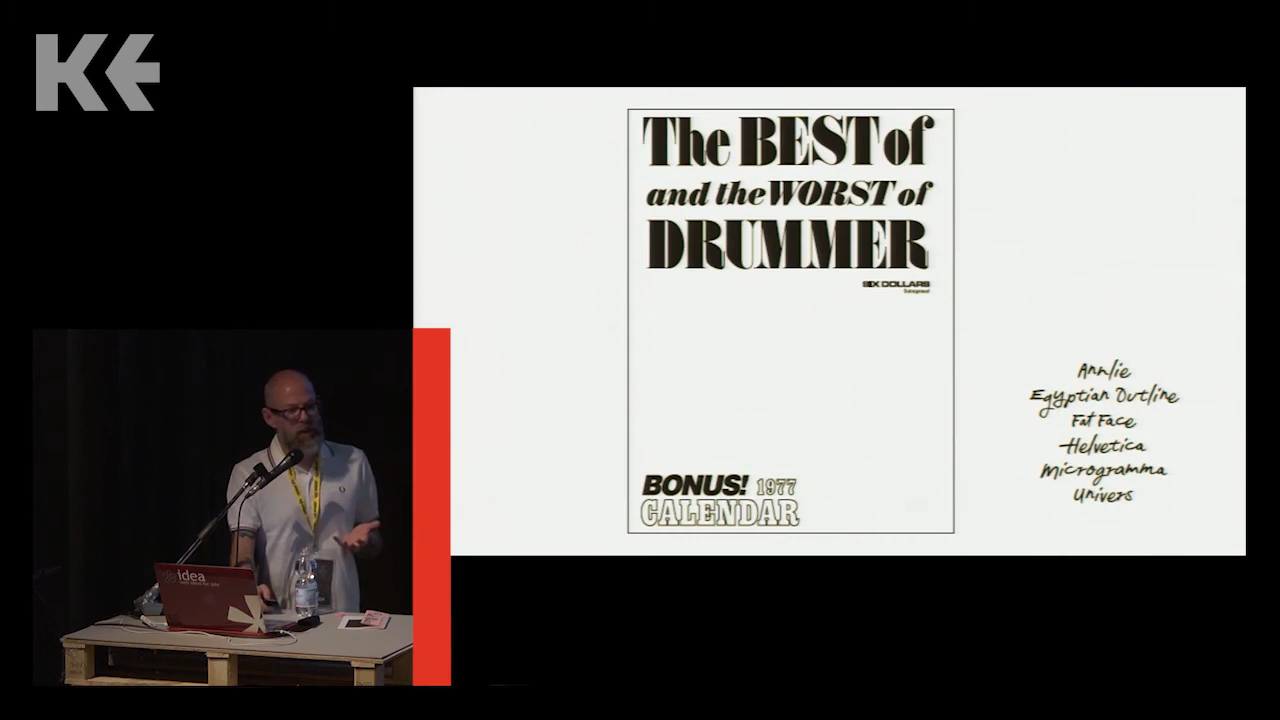 KE
The BEST of
and the WORST of
DRUMMER
SIX DOLLARS
BONUS! 1977
CALENDAR
Annlie
Egyptian Outline
Fat Face
Helvetica
Microgramma
Univers
idea